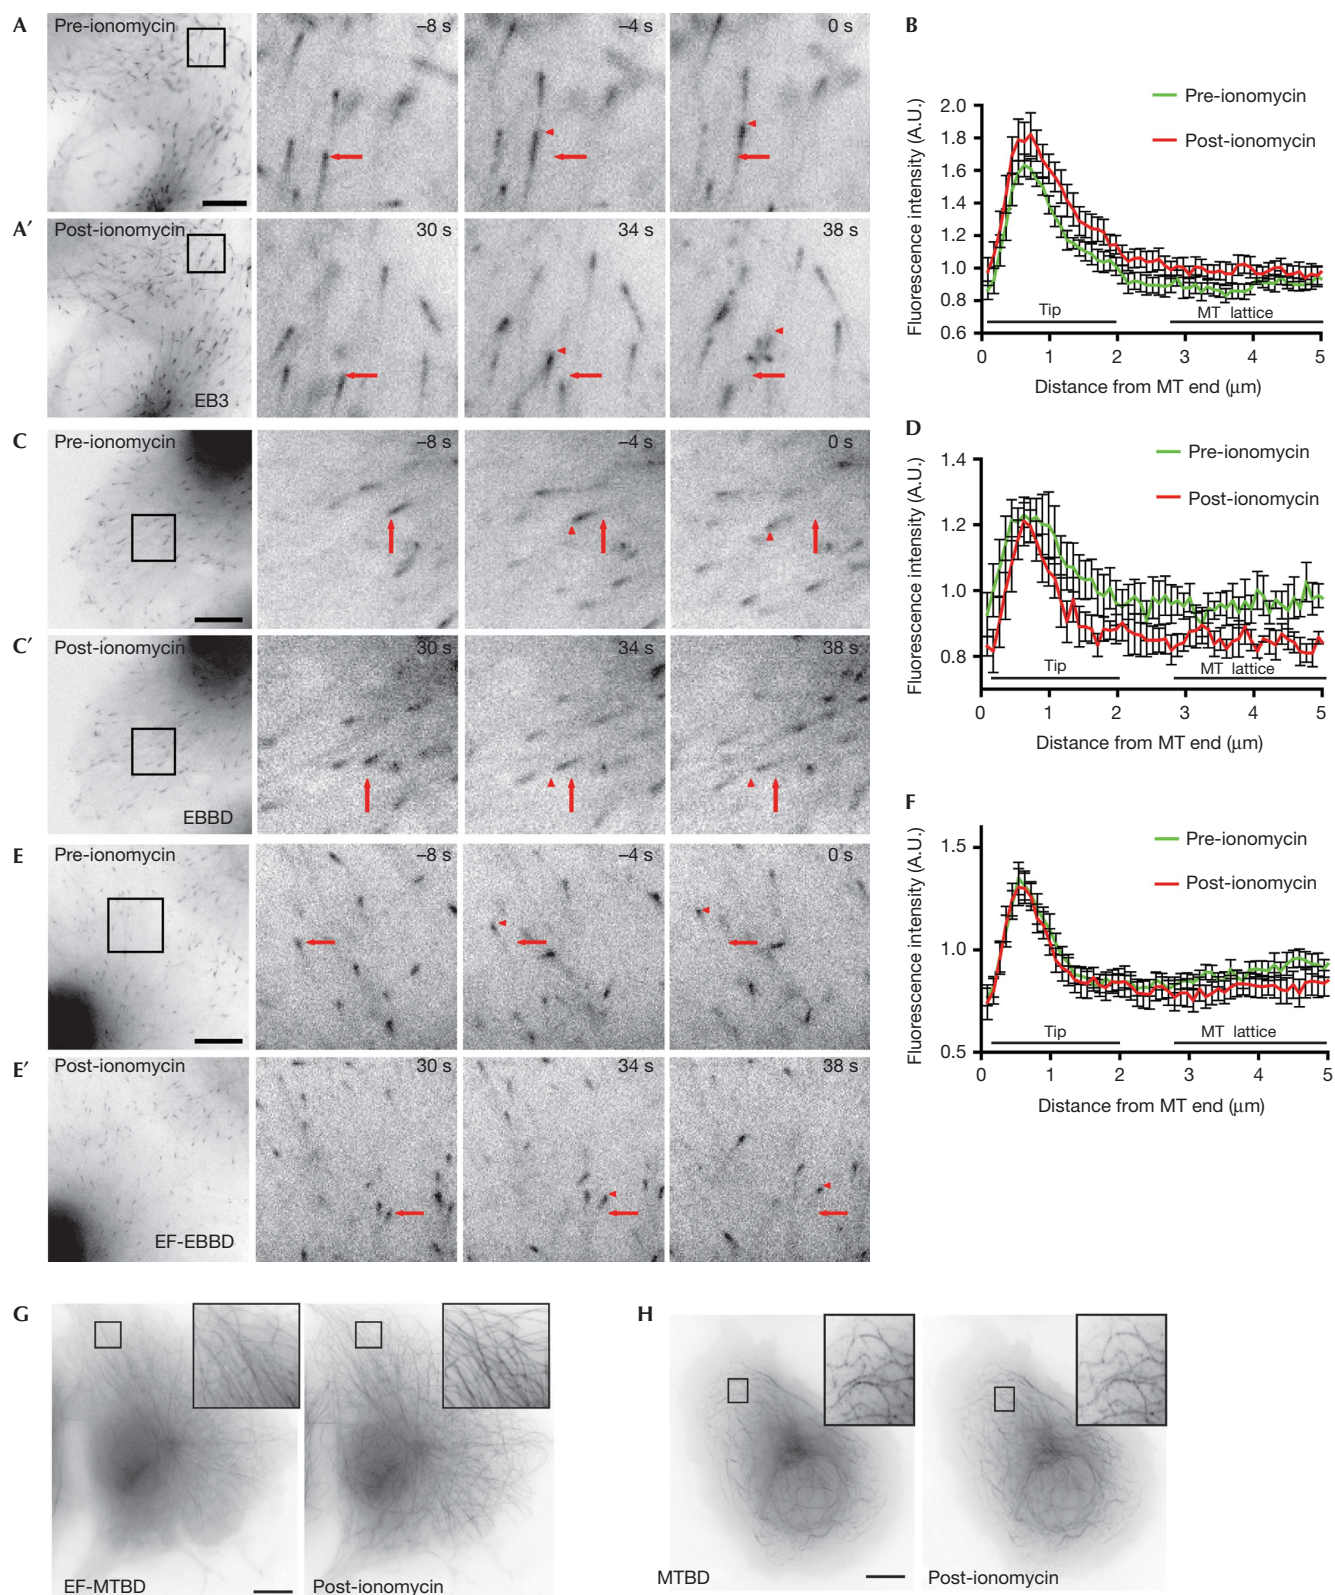 A
Pre-ionomycin
–8 s
–4 s
0 s
A′
Post-ionomycin
EB3
30 s
34 s
38 s
B
Pre-ionomycin
Post-ionomycin
Fluorescence intensity (A.U.)
2.0
1.8
1.6
1.4
1.2
1.0
0.8
0.6
Tip
MT lattice
0 1 2 3 4 5
Distance from MT end (μm)
C
Pre-ionomycin
–8 s
–4 s
0 s
C′
Post-ionomycin
EBBD
30 s
34 s
38 s
D
Pre-ionomycin
Post-ionomycin
Fluorescence intensity (A.U.)
1.4
1.2
1.0
0.8
Tip
MT lattice
0 1 2 3 4 5
Distance from MT end (μm)
E
Pre-ionomycin
–8 s
–4 s
0 s
E′
Post-ionomycin
EF-EBBD
30 s
34 s
38 s
F
Pre-ionomycin
Post-ionomycin
Fluorescence intensity (A.U.)
1.5
1.0
0.5
Tip
MT lattice
0 1 2 3 4 5
Distance from MT end (μm)
G
EF-MTBD
Post-ionomycin
H
MTBD
Post-ionomycin